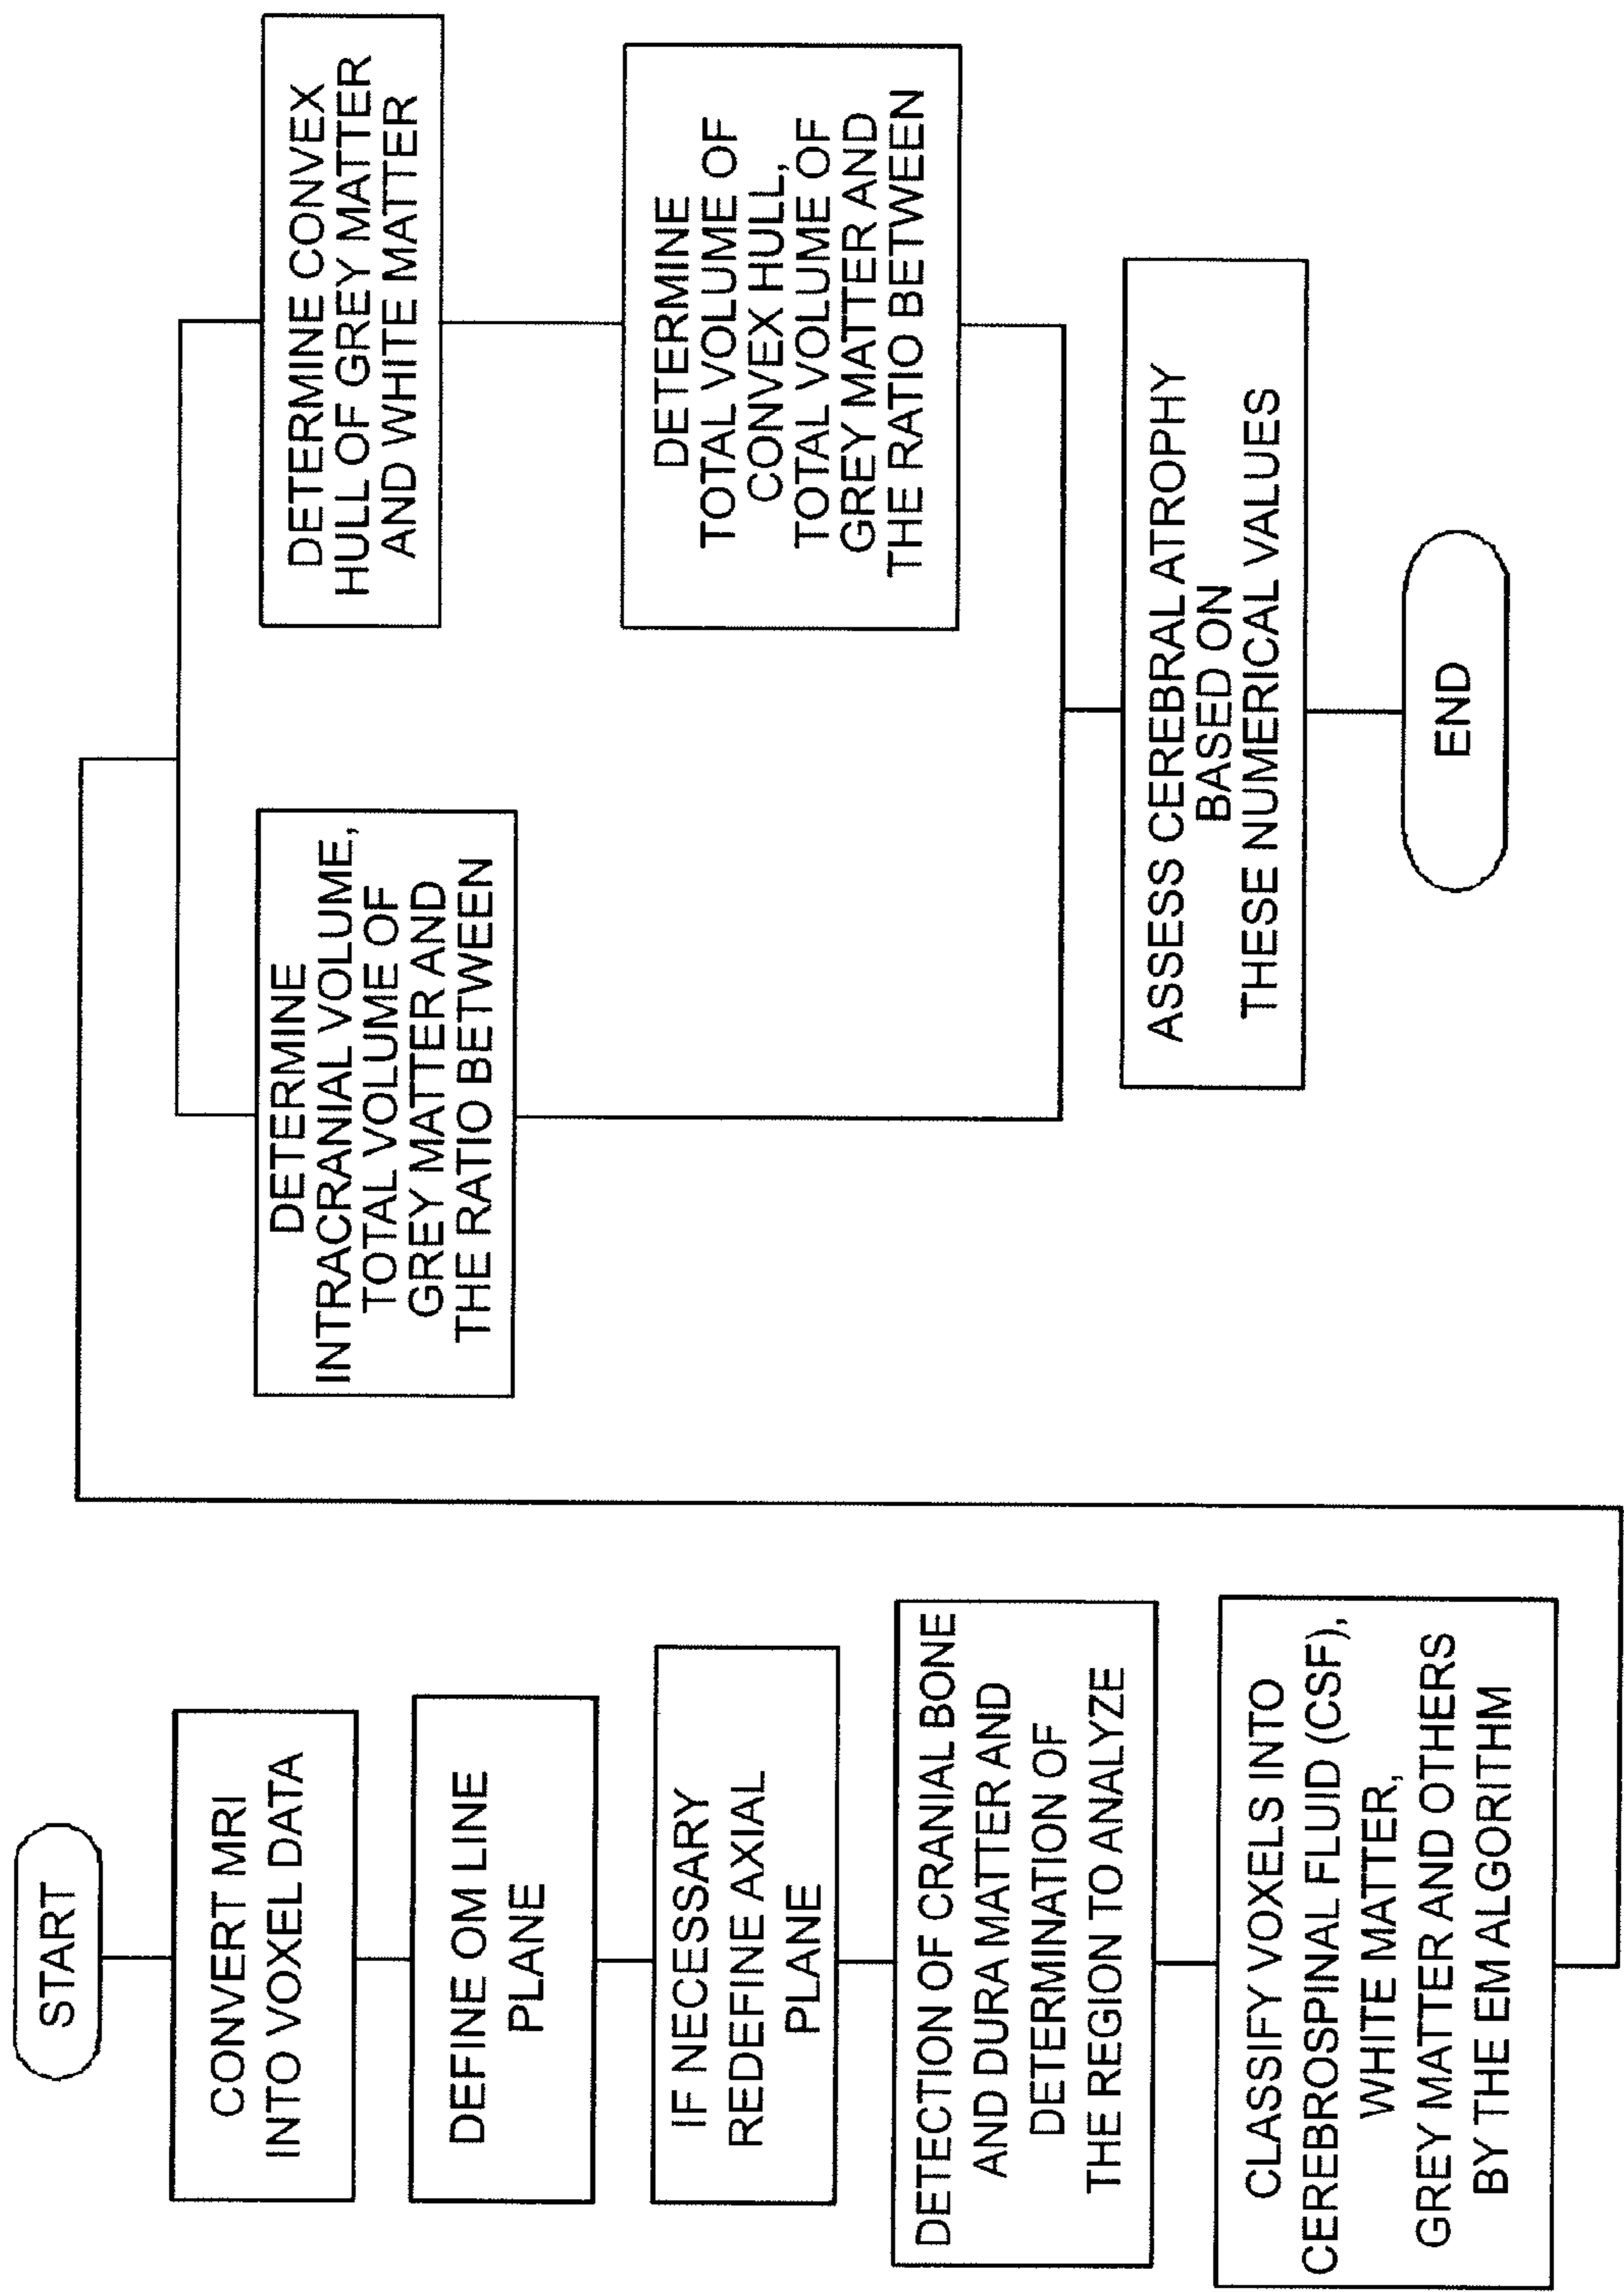 START
CONVERT MRI
INTO VOXEL DATA
DEFINE OM LINE
PLANE
IF NECESSARY
REDEFINE AXIAL
PLANE
DETECTION OF CRANIAL BONE
AND DURA MATTER AND
DETERMINATION OF
THE REGION TO ANALYZE
CLASSIFY VOXELS INTO
CEREBROSPINAL FLUID (CSF),
WHITE MATTER,
GREY MATTER AND OTHERS
BY THE EM ALGORITHM
DETERMINE
INTRACRANIAL VOLUME,
TOTAL VOLUME OF
GREY MATTER AND
THE RATIO BETWEEN
DETERMINE CONVEX
HULL OF GREY MATTER
AND WHITE MATTER
DETERMINE
TOTAL VOLUME OF
CONVEX HULL,
TOTAL VOLUME OF
GREY MATTER AND
THE RATIO BETWEEN
ASSESS CEREBRAL ATROPHY
BASED ON
THESE NUMERICAL VALUES
END